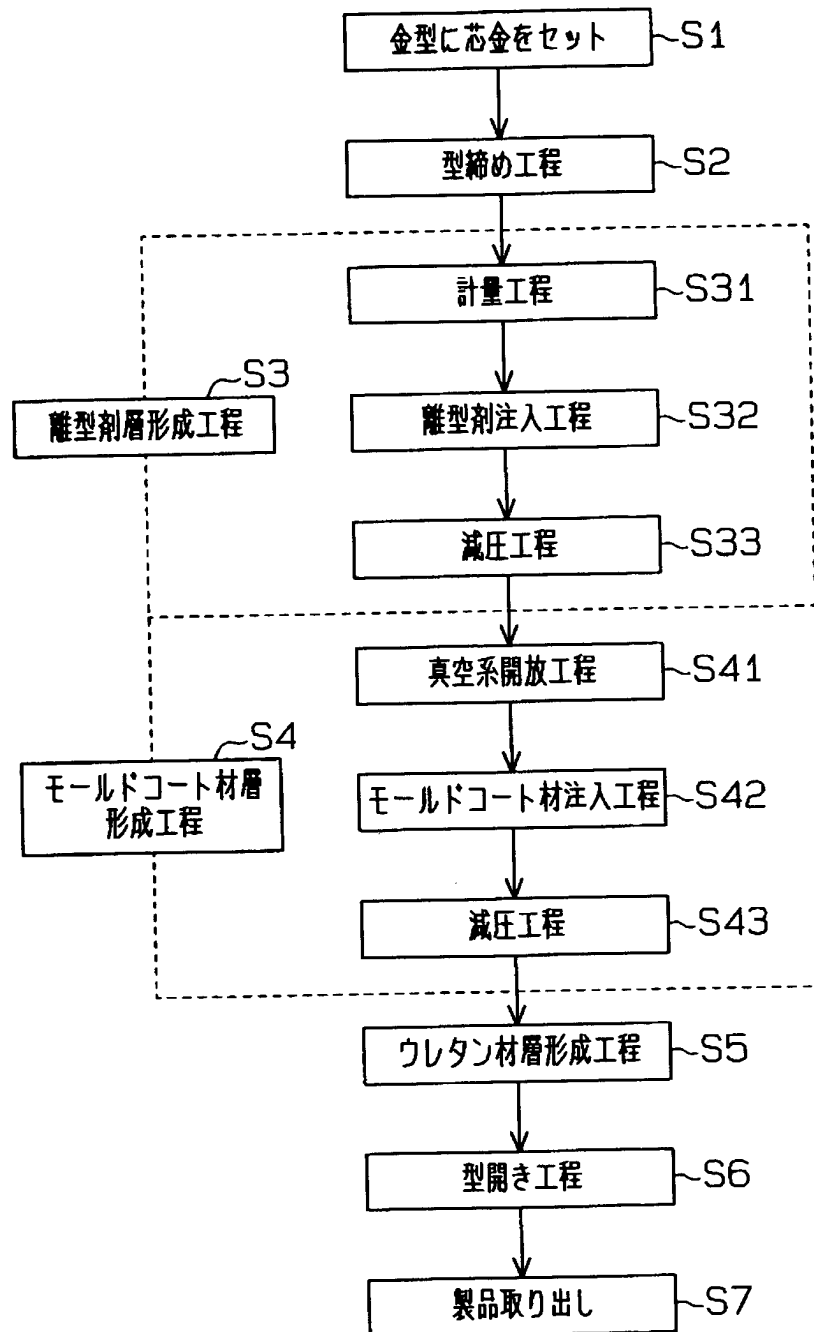 金型に芯金をセット
S1
型締め工程
S2
計量工程
S31
離型剤層形成工程
S3
離型剤注入工程
S32
減圧工程
S33
真空系開放工程
S41
モールドコート材層
形成工程
S4
モールドコート材注入工程
S42
減圧工程
S43
ウレタン材層形成工程
S5
型開き工程
S6
製品取り出し
S7